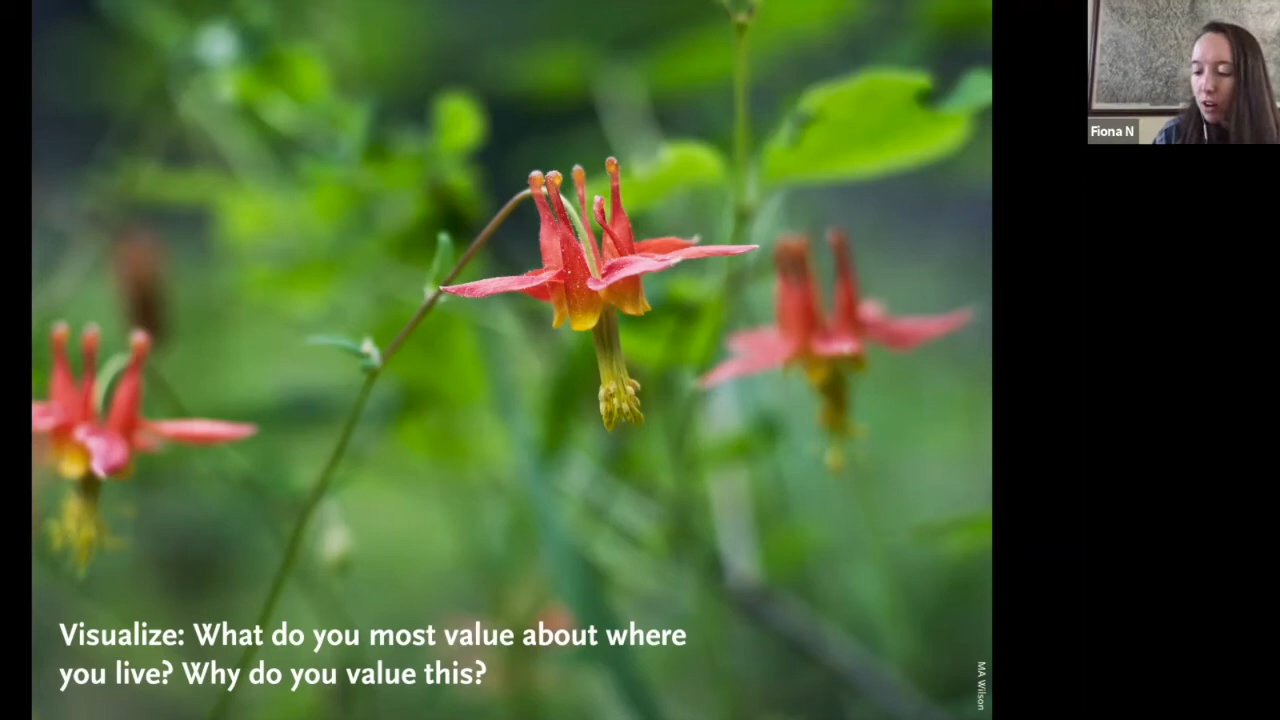 Fiona N
Visualize: What do you most value about where
you live? Why do you value this?
MA Wilson